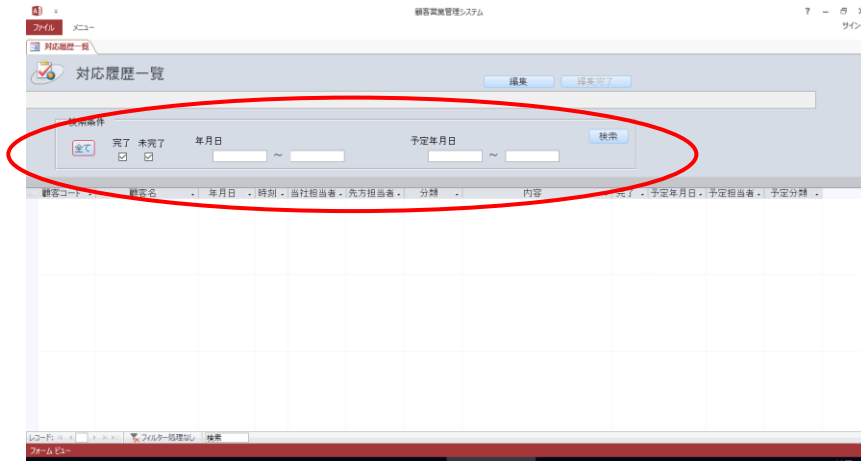 顧客営業管理システム ? － サイン
ファイル メニュー
対応履歴一覧
対応履歴一覧
編集 編集完了
検索条件
全て 完了 未完了 年月日 ～ 予定年月日 ～ 検索
顧客コード 顧客名 年月日 時刻 当社担当者 先方担当者 分類 内容 完了 予定年月日 予定担当者 予定分類
レコード: フィルター処理なし 検索
フォーム ビュー